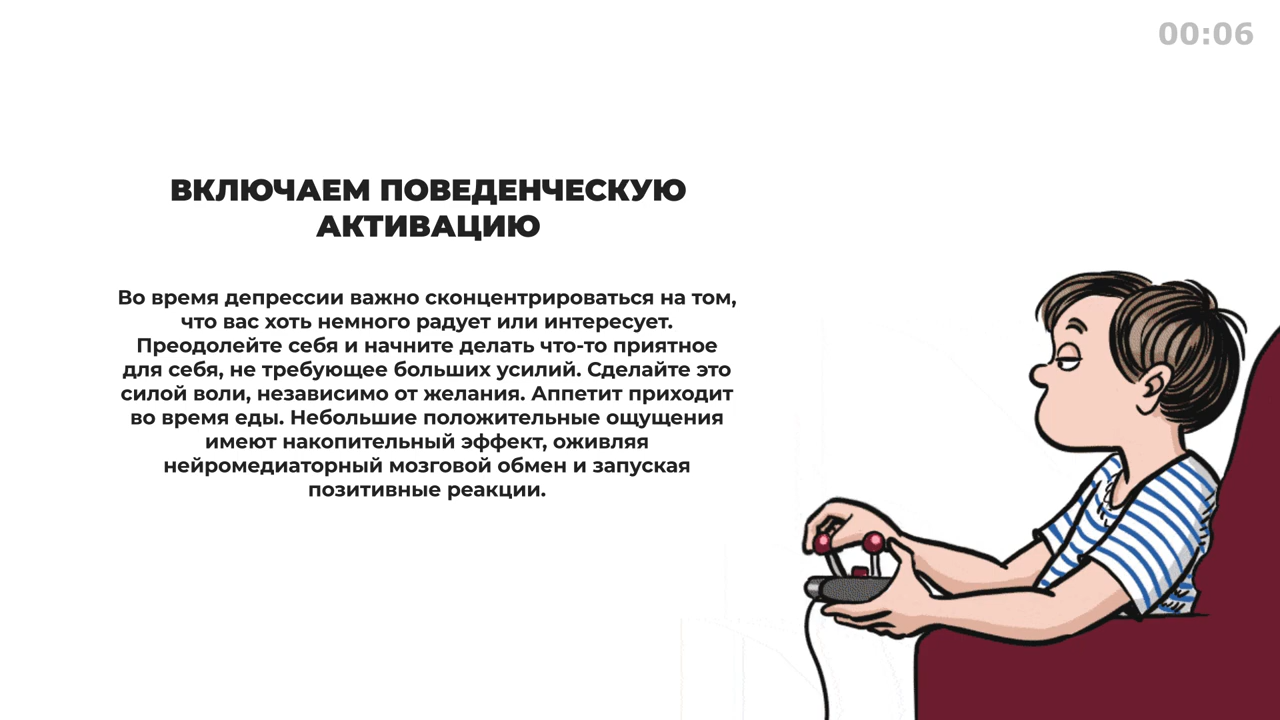 00:06
ВКЛЮЧАЕМ ПОВЕДЕНЧЕСКУЮ
АКТИВАЦИЮ
Во время депрессии важно сконцентрироваться на том,
что вас хоть немного радует или интересует.
Преодолейте себя и начните делать что-то приятное
для себя, не требующее больших усилий. Сделайте это
силой воли, независимо от желания. Аппетит приходит
во время еды. Небольшие положительные ощущения
имеют накопительный эффект, оживляя
нейромедиаторный мозговой обмен и запуская
позитивные реакции.